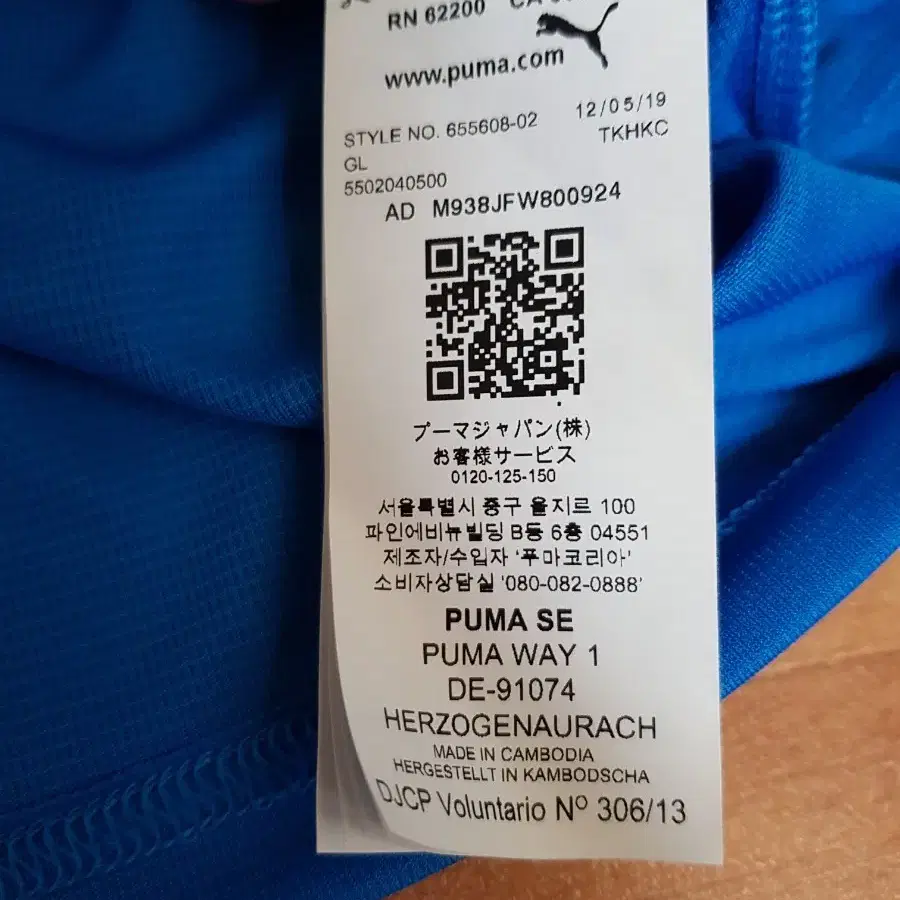 RN 62200 CA
www.puma.com
STYLE NO. 655608-02 12/05/19
GL TKHKC
5502040500
AD M938JFW800924
プーマジャパン(株)
お客様サービス
0120-125-150
서울특별시 중구 을지르 100
파인에비뉴빌딩 B등 6층 04551
제조자/수입자 '푸마코리아'
소비자상담실 '080-082-0888'
PUMA SE
PUMA WAY 1
DE-91074
HERZOGENAURACH
MADE IN CAMBODIA
HERGESTELLT IN KAMBODSCHA
DJCP Voluntario Nº 306/13